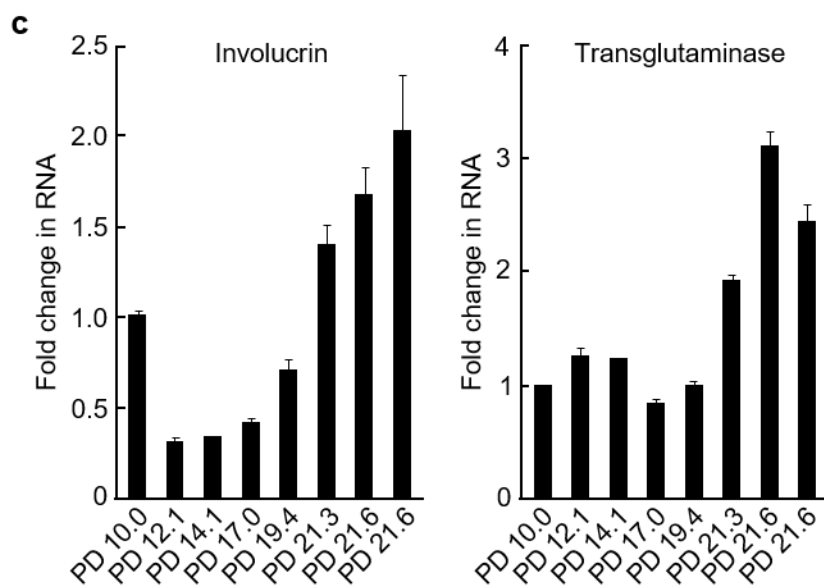 c
Involucrin
Fold change in RNA
2.5
2.0
1.5
1.0
0.5
0
PD 10.0
PD 12.1
PD 14.1
PD 17.0
PD 19.4
PD 21.3
PD 21.6
PD 21.6
Transglutaminase
Fold change in RNA
4
3
2
1
0
PD 10.0
PD 12.1
PD 14.1
PD 17.0
PD 19.4
PD 21.3
PD 21.6
PD 21.6